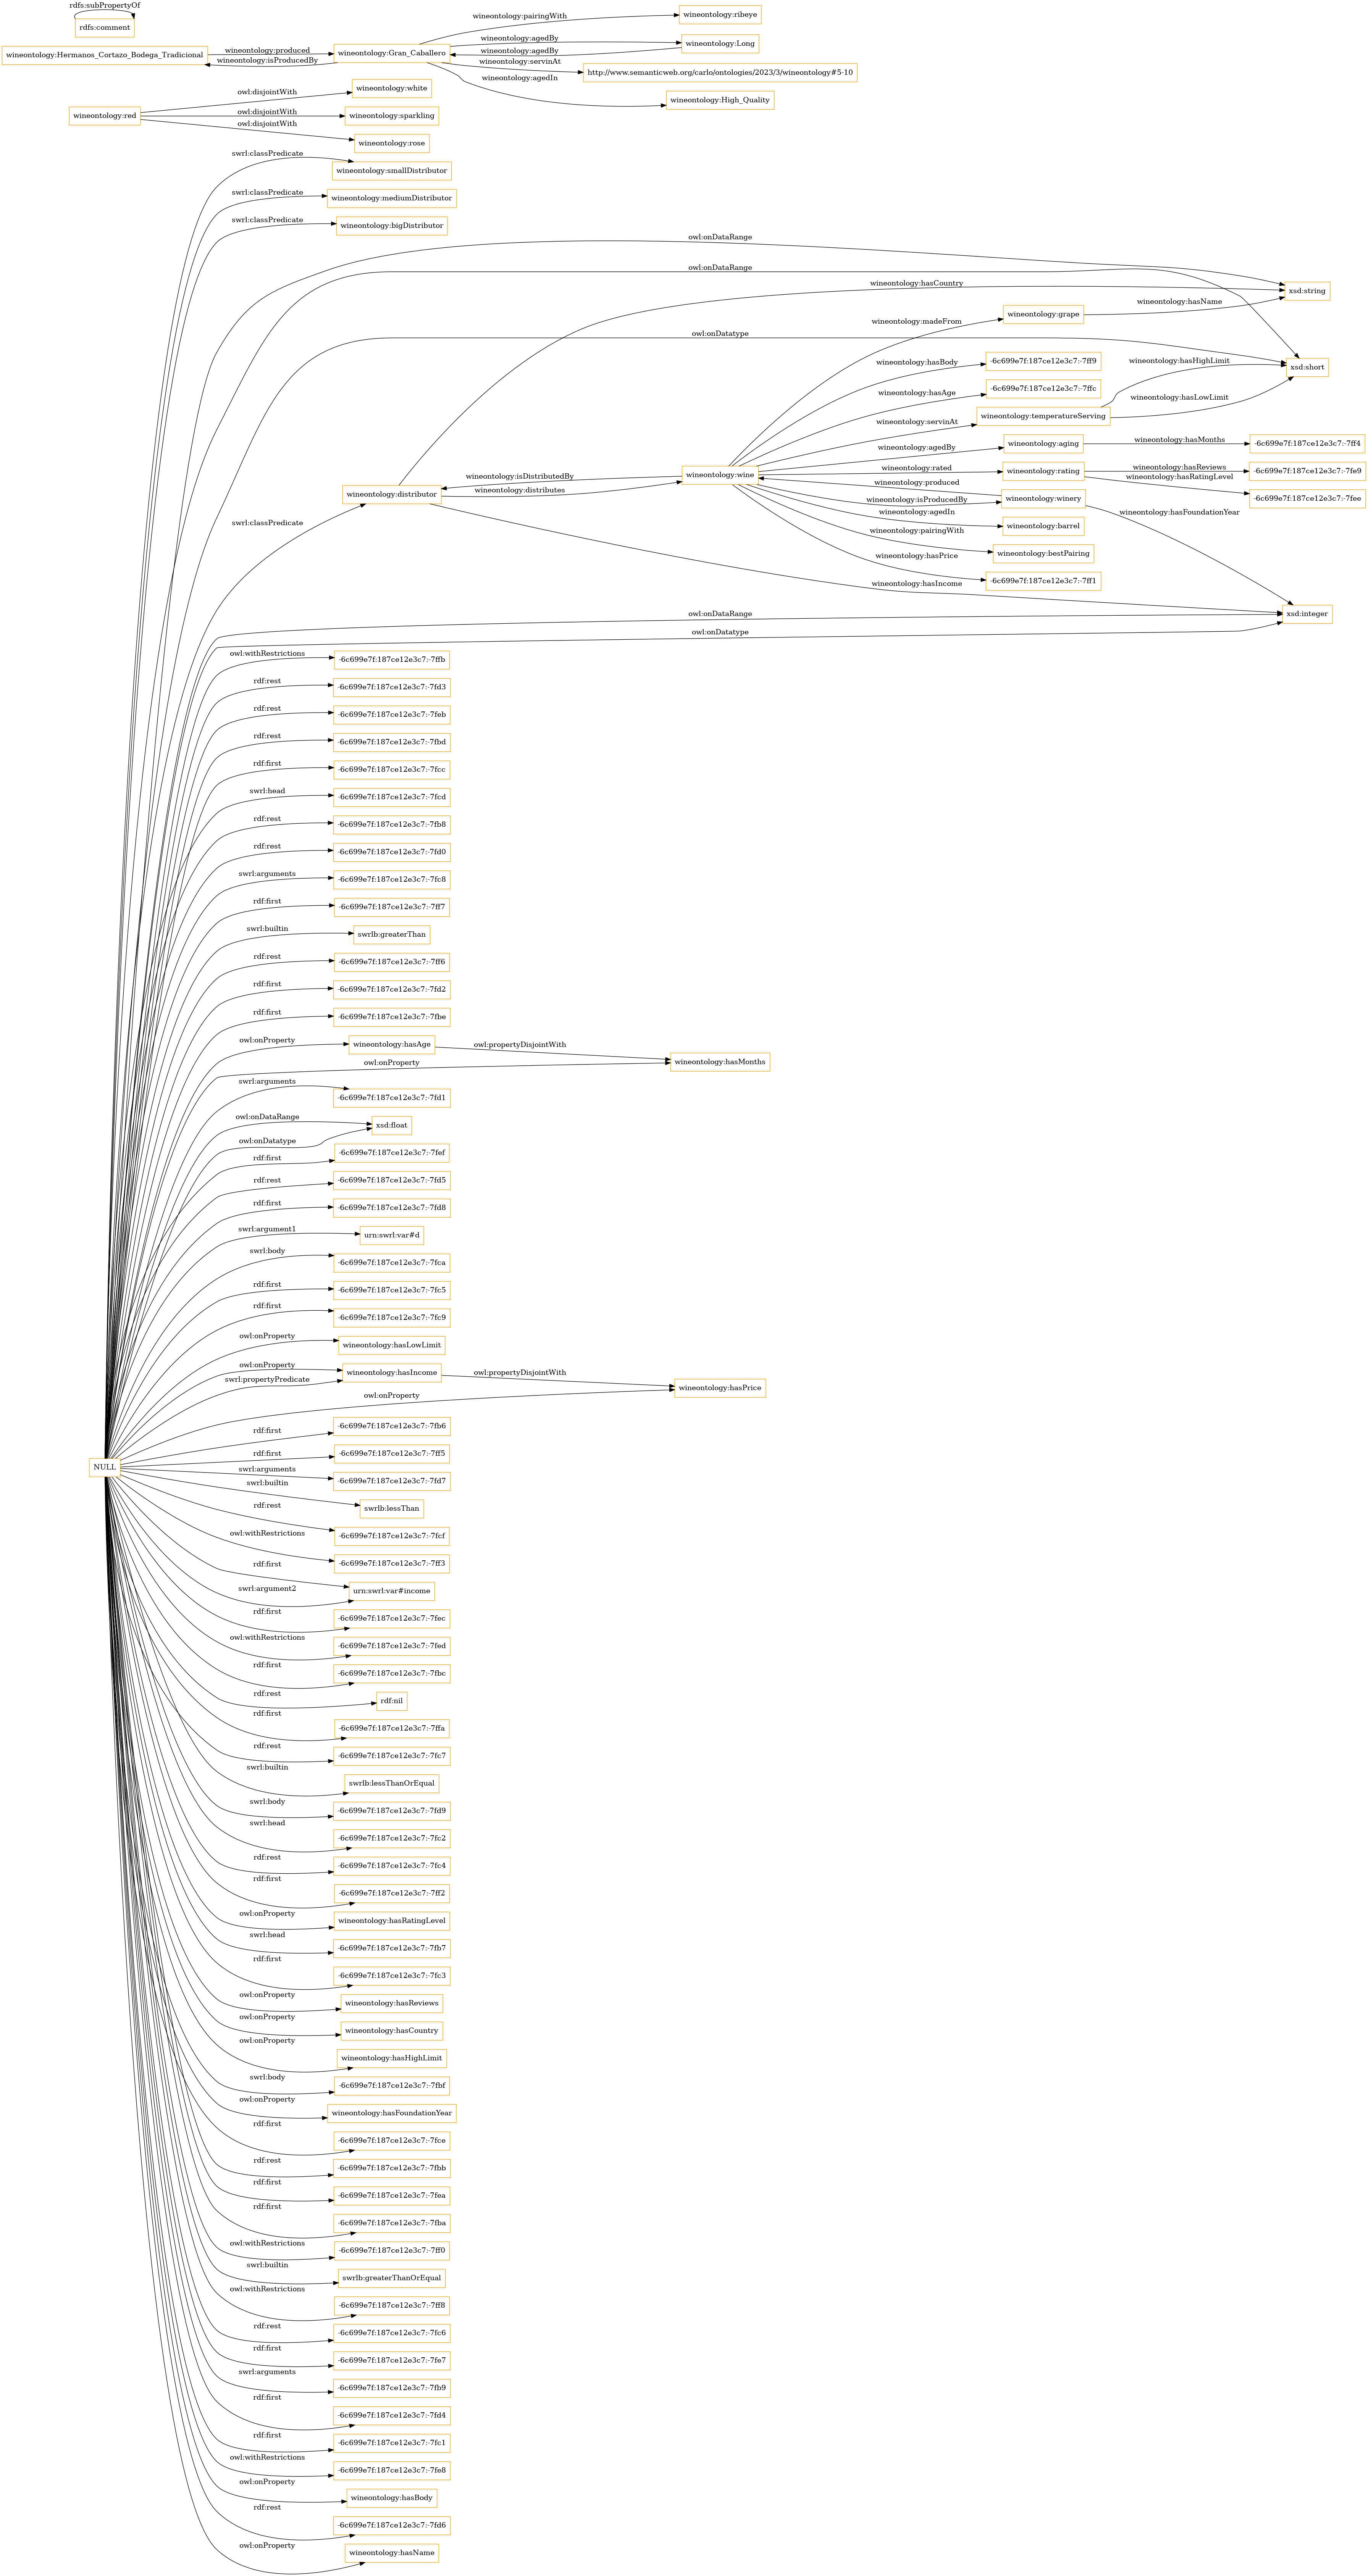 rdfs:subPropertyOf
rdfs:comment
wineontology:pairingWith
wineontology:ribeye
wineontology:Hermanos_Cortazo_Bodega_Tradicional
wineontology:produced
wineontology:isProducedBy
wineontology:Gran_Caballero
wineontology:agedBy
wineontology:agedBy
wineontology:Long
wineontology:servinAt
http://www.semanticweb.org/carlo/ontologies/2023/3/wineontology#5-10
wineontology:agedIn
wineontology:High_Quality
wineontology:red
owl:disjointWith
wineontology:white
owl:disjointWith
wineontology:sparkling
owl:disjointWith
wineontology:rose
swrl:classPredicate
wineontology:smallDistributor
swrl:classPredicate
wineontology:mediumDistributor
swrl:classPredicate
wineontology:bigDistributor
owl:onDataRange
owl:onDataRange
wineontology:hasCountry
xsd:string
wineontology:hasName
wineontology:grape
wineontology:madeFrom
owl:onDatatype
wineontology:hasBody
-6c699e7f:187ce12e3c7:-7ff9
wineontology:hasHighLimit
xsd:short
wineontology:hasAge
-6c699e7f:187ce12e3c7:-7ffc
wineontology:hasLowLimit
wineontology:servinAt
wineontology:temperatureServing
wineontology:agedBy
wineontology:aging
wineontology:hasMonths
-6c699e7f:187ce12e3c7:-7ff4
wineontology:isDistributedBy
wineontology:wine
wineontology:rated
wineontology:rating
wineontology:hasReviews
-6c699e7f:187ce12e3c7:-7fe9
wineontology:hasRatingLevel
-6c699e7f:187ce12e3c7:-7fee
wineontology:distributor
wineontology:distributes
wineontology:produced
wineontology:isProducedBy
wineontology:winery
wineontology:hasFoundationYear
wineontology:agedIn
wineontology:barrel
swrl:classPredicate
wineontology:pairingWith
wineontology:bestPairing
wineontology:hasPrice
-6c699e7f:187ce12e3c7:-7ff1
wineontology:hasIncome
owl:onDataRange
xsd:integer
owl:onDatatype
owl:withRestrictions
-6c699e7f:187ce12e3c7:-7ffb
rdf:rest
-6c699e7f:187ce12e3c7:-7fd3
rdf:rest
-6c699e7f:187ce12e3c7:-7feb
rdf:rest
-6c699e7f:187ce12e3c7:-7fbd
rdf:first
-6c699e7f:187ce12e3c7:-7fcc
swrl:head
-6c699e7f:187ce12e3c7:-7fcd
rdf:rest
-6c699e7f:187ce12e3c7:-7fb8
rdf:rest
-6c699e7f:187ce12e3c7:-7fd0
swrl:arguments
-6c699e7f:187ce12e3c7:-7fc8
rdf:first
-6c699e7f:187ce12e3c7:-7ff7
swrl:builtin
swrlb:greaterThan
rdf:rest
-6c699e7f:187ce12e3c7:-7ff6
rdf:first
-6c699e7f:187ce12e3c7:-7fd2
rdf:first
-6c699e7f:187ce12e3c7:-7fbe
owl:onProperty
wineontology:hasAge
owl:propertyDisjointWith
wineontology:hasMonths
owl:onProperty
swrl:arguments
-6c699e7f:187ce12e3c7:-7fd1
owl:onDataRange
xsd:float
owl:onDatatype
rdf:first
-6c699e7f:187ce12e3c7:-7fef
rdf:rest
-6c699e7f:187ce12e3c7:-7fd5
rdf:first
-6c699e7f:187ce12e3c7:-7fd8
swrl:argument1
urn:swrl:var#d
swrl:body
-6c699e7f:187ce12e3c7:-7fca
rdf:first
-6c699e7f:187ce12e3c7:-7fc5
rdf:first
-6c699e7f:187ce12e3c7:-7fc9
owl:onProperty
wineontology:hasLowLimit
owl:onProperty
wineontology:hasIncome
swrl:propertyPredicate
owl:propertyDisjointWith
wineontology:hasPrice
owl:onProperty
rdf:first
-6c699e7f:187ce12e3c7:-7fb6
NULL
rdf:first
-6c699e7f:187ce12e3c7:-7ff5
swrl:arguments
-6c699e7f:187ce12e3c7:-7fd7
swrl:builtin
swrlb:lessThan
rdf:rest
-6c699e7f:187ce12e3c7:-7fcf
owl:withRestrictions
-6c699e7f:187ce12e3c7:-7ff3
rdf:first
urn:swrl:var#income
swrl:argument2
rdf:first
-6c699e7f:187ce12e3c7:-7fec
owl:withRestrictions
-6c699e7f:187ce12e3c7:-7fed
rdf:first
-6c699e7f:187ce12e3c7:-7fbc
rdf:rest
rdf:nil
rdf:first
-6c699e7f:187ce12e3c7:-7ffa
rdf:rest
-6c699e7f:187ce12e3c7:-7fc7
swrl:builtin
swrlb:lessThanOrEqual
swrl:body
-6c699e7f:187ce12e3c7:-7fd9
swrl:head
-6c699e7f:187ce12e3c7:-7fc2
rdf:rest
-6c699e7f:187ce12e3c7:-7fc4
rdf:first
-6c699e7f:187ce12e3c7:-7ff2
owl:onProperty
wineontology:hasRatingLevel
swrl:head
-6c699e7f:187ce12e3c7:-7fb7
rdf:first
-6c699e7f:187ce12e3c7:-7fc3
owl:onProperty
wineontology:hasReviews
owl:onProperty
wineontology:hasCountry
owl:onProperty
wineontology:hasHighLimit
swrl:body
-6c699e7f:187ce12e3c7:-7fbf
owl:onProperty
wineontology:hasFoundationYear
rdf:first
-6c699e7f:187ce12e3c7:-7fce
rdf:rest
-6c699e7f:187ce12e3c7:-7fbb
rdf:first
-6c699e7f:187ce12e3c7:-7fea
rdf:first
-6c699e7f:187ce12e3c7:-7fba
owl:withRestrictions
-6c699e7f:187ce12e3c7:-7ff0
swrl:builtin
swrlb:greaterThanOrEqual
owl:withRestrictions
-6c699e7f:187ce12e3c7:-7ff8
rdf:rest
-6c699e7f:187ce12e3c7:-7fc6
rdf:first
-6c699e7f:187ce12e3c7:-7fe7
swrl:arguments
-6c699e7f:187ce12e3c7:-7fb9
rdf:first
-6c699e7f:187ce12e3c7:-7fd4
rdf:first
-6c699e7f:187ce12e3c7:-7fc1
owl:withRestrictions
-6c699e7f:187ce12e3c7:-7fe8
owl:onProperty
wineontology:hasBody
rdf:rest
-6c699e7f:187ce12e3c7:-7fd6
owl:onProperty
wineontology:hasName